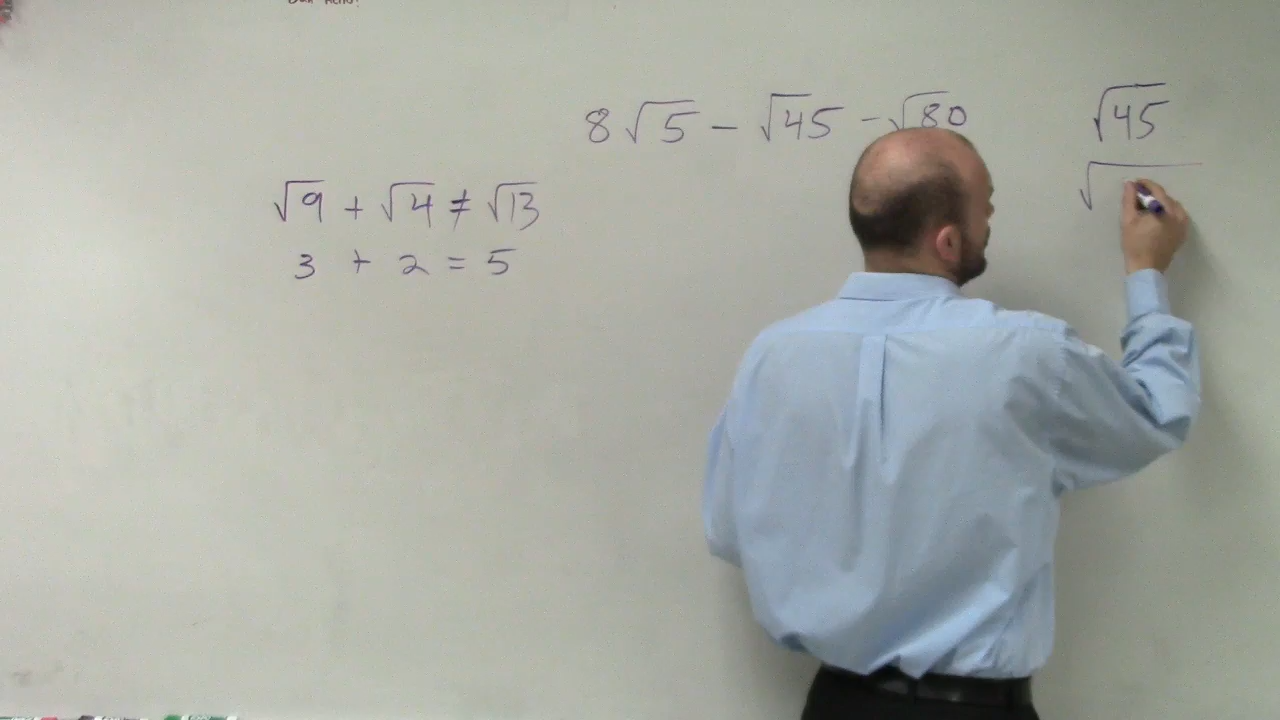 8√5 - √45 - √80
√45
√
√9 + √4 ≠ √13
3 + 2 = 5